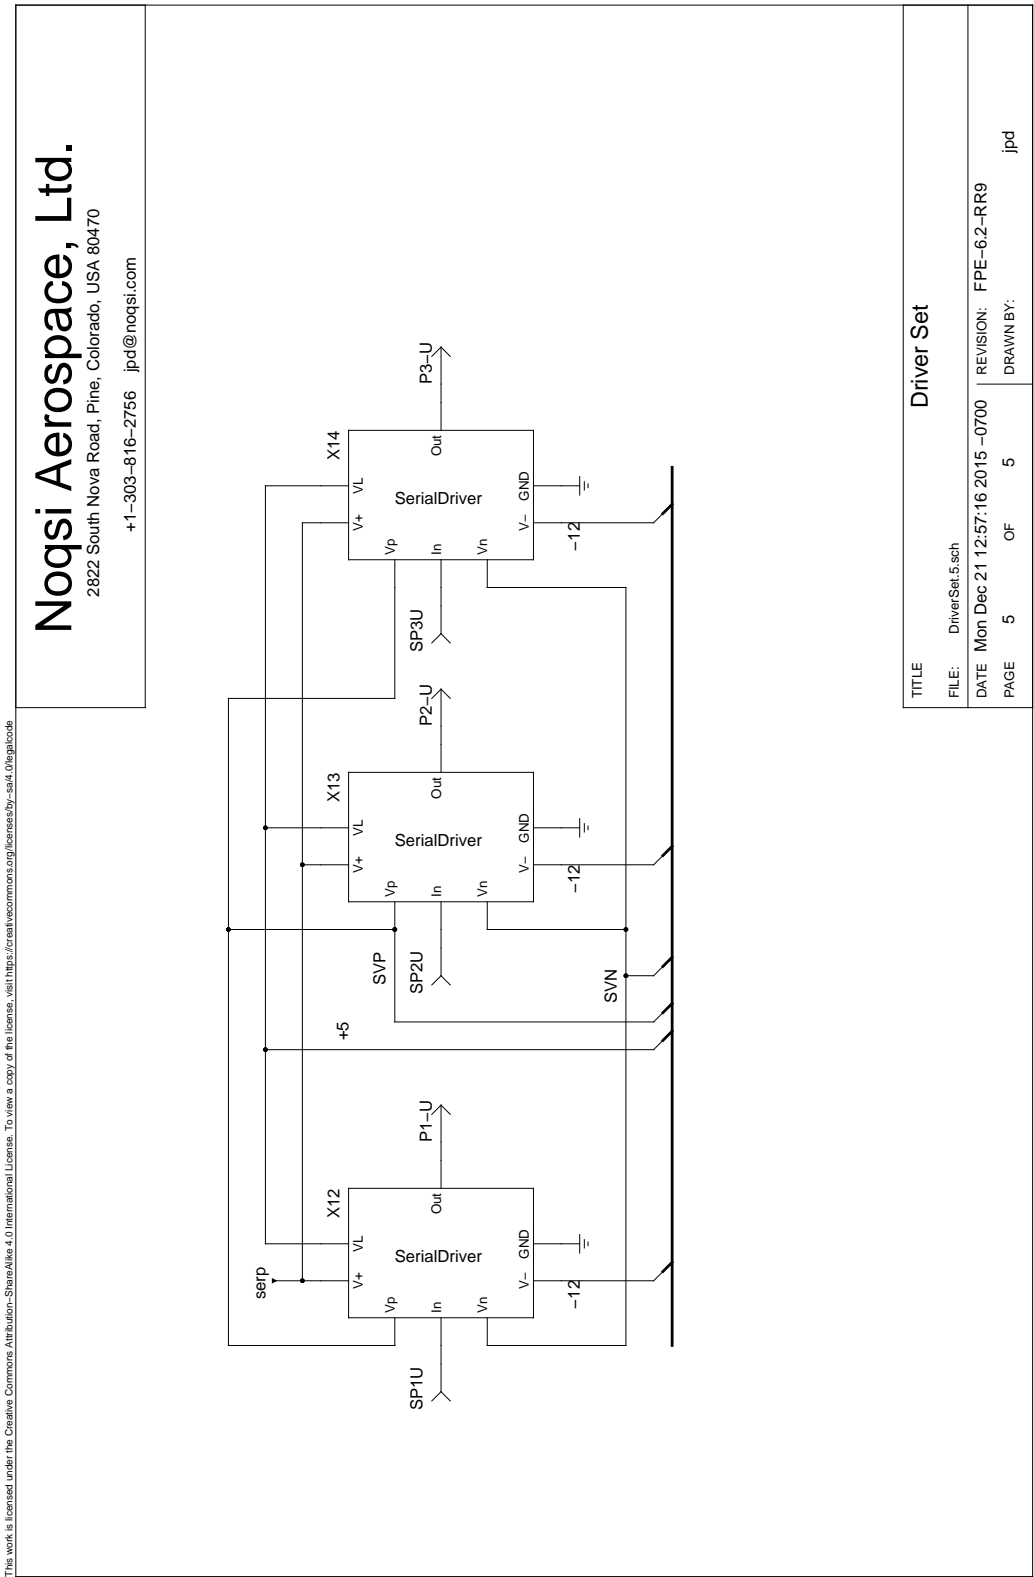 This work is licensed under the Creative Commons Attribution−ShareAlike 4.0 International License. To view a copy of the license, visit https://creativecommons.org/licenses/by−sa/4.0/legalcode
Noqsi Aerospace, Ltd.
2822 South Nova Road, Pine, Colorado, USA 80470
+1−303−816−2756 jpd@noqsi.com
serp
X12
V+
VL
Vp
SP1U
In
SerialDriver
Out
P1−U
Vn
V−
GND
−12
+5
SVP
SVN
X13
V+
VL
Vp
SP2U
In
SerialDriver
Out
P2−U
Vn
V−
GND
−12
X14
V+
VL
Vp
SP3U
In
SerialDriver
Out
P3−U
Vn
V−
GND
−12
TITLE
Driver Set
FILE: DriverSet.5.sch
DATE Mon Dec 21 12:57:16 2015 −0700 REVISION: FPE−6.2−RR9
PAGE 5 OF 5 DRAWN BY: jpd